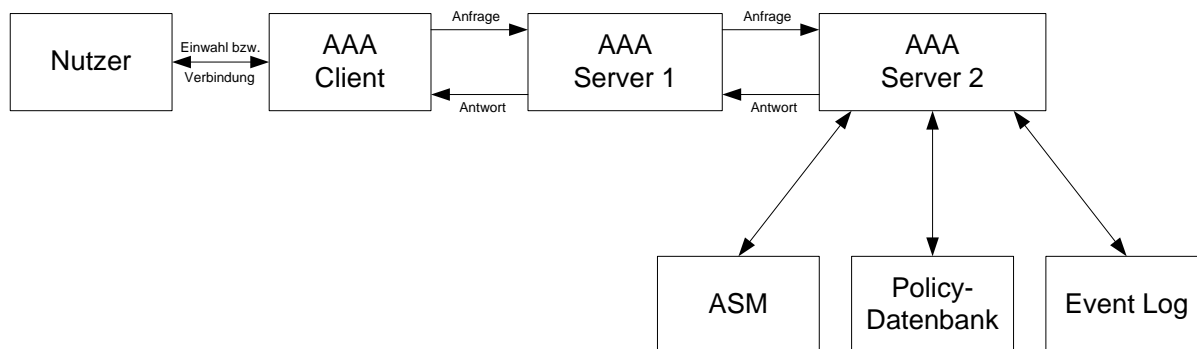 Nutzer
Einwahl bzw.
Verbindung
AAA
Client
Anfrage
Antwort
AAA
Server 1
Anfrage
Antwort
AAA
Server 2
ASM
Policy-
Datenbank
Event Log